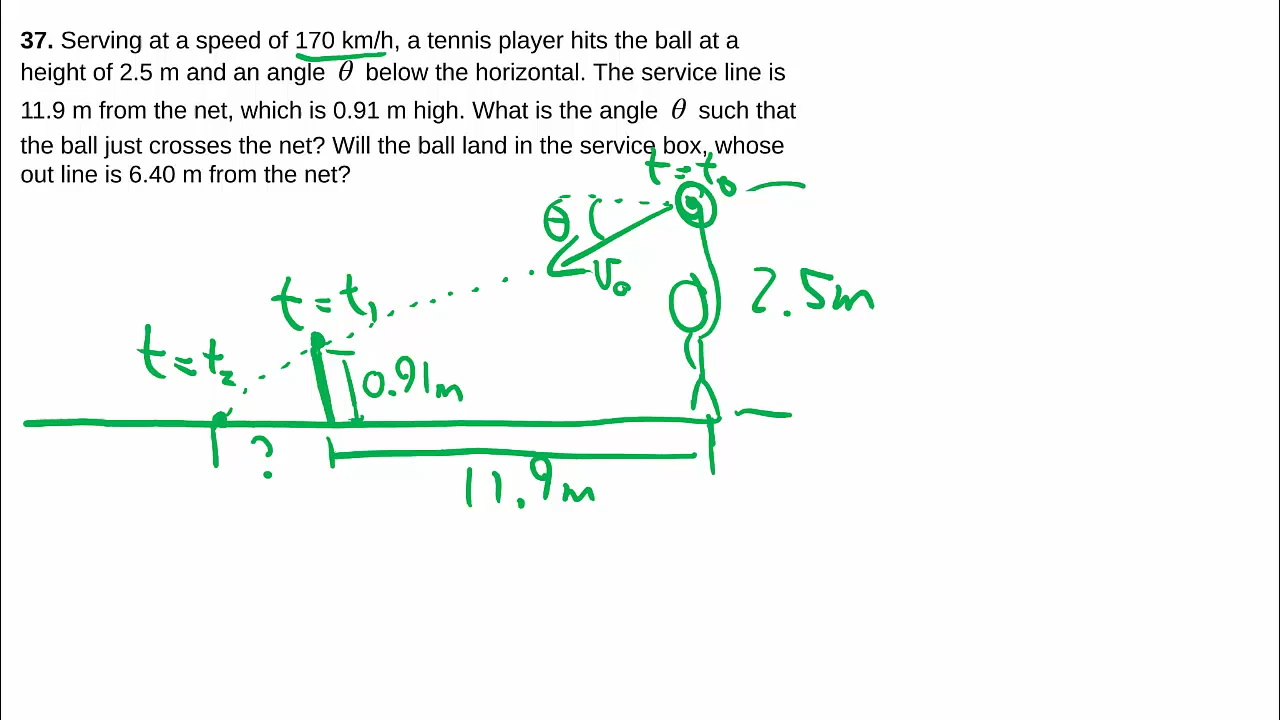 37. Serving at a speed of 170 km/h, a tennis player hits the ball at a
height of 2.5 m and an angle θ below the horizontal. The service line is
11.9 m from the net, which is 0.91 m high. What is the angle θ such that
the ball just crosses the net? Will the ball land in the service box, whose
out line is 6.40 m from the net?
t = t₀
θ
v₀
2.5m
t = t₁
t = t₂
0.91m
?
11.9m